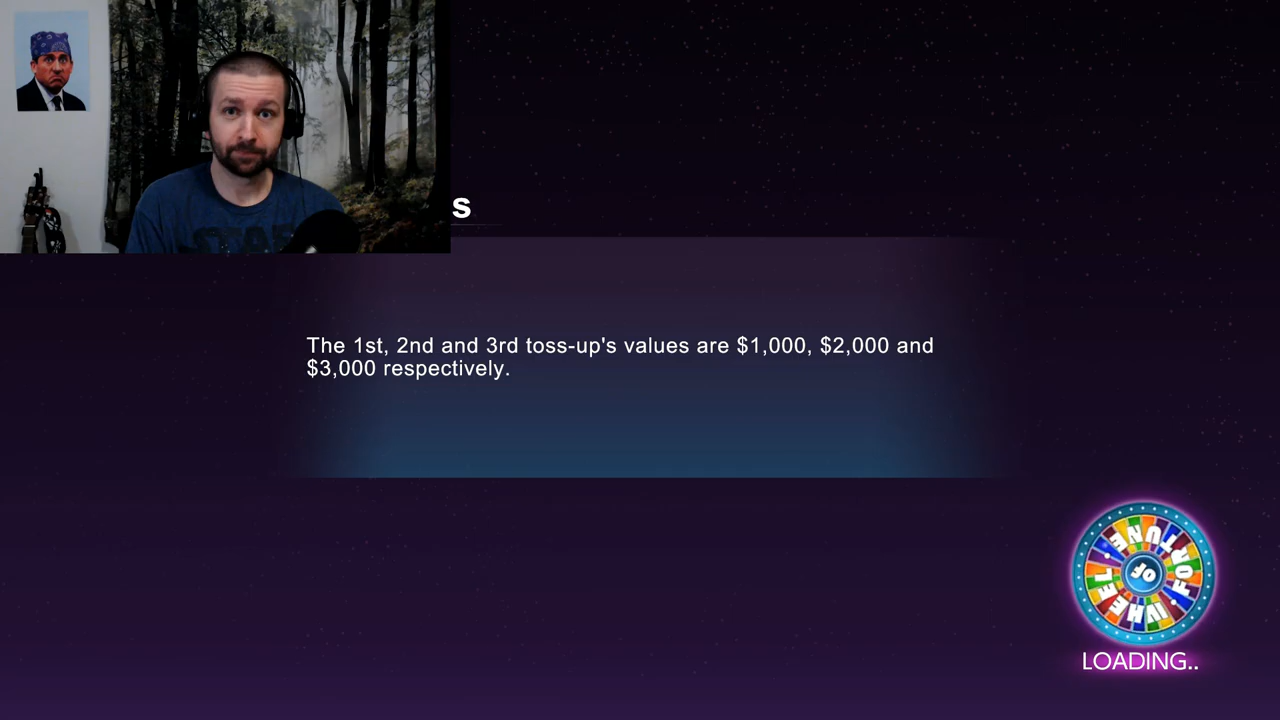 s
The 1st, 2nd and 3rd toss-up's values are $1,000, $2,000 and
$3,000 respectively.
WHEEL OF FORTUNE
LOADING..